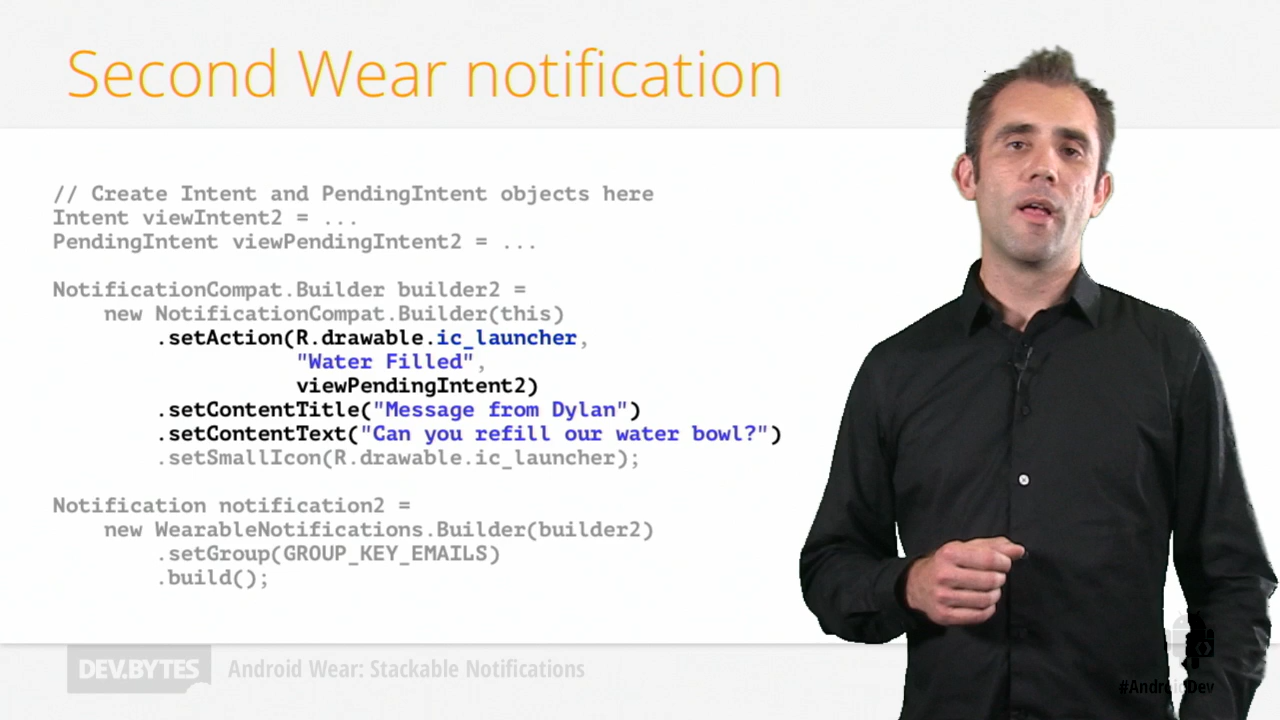 Second Wear notification
// Create Intent and PendingIntent objects here
Intent viewIntent2 = ...
PendingIntent viewPendingIntent2 = ...
NotificationCompat.Builder builder2 =
new NotificationCompat.Builder(this)
.setAction(R.drawable.ic_launcher,
"Water Filled",
viewPendingIntent2)
.setContentTitle("Message from Dylan")
.setContentText("Can you refill our water bowl?")
.setSmallIcon(R.drawable.ic_launcher);
Notification notification2 =
new WearableNotifications.Builder(builder2)
.setGroup(GROUP_KEY_EMAILS)
.build();
DEV.BYTES Android Wear: Stackable Notifications
#AndroidDev